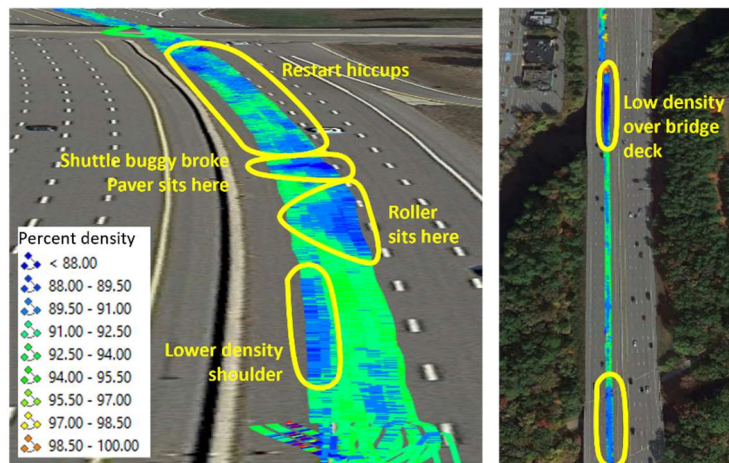 Restart hiccups
Shuttle buggy broke
Paver sits here
Roller
sits here
Lower density
shoulder
Percent density
< 88.00
88.00 - 89.50
89.50 - 91.00
91.00 - 92.50
92.50 - 94.00
94.00 - 95.50
95.50 - 97.00
97.00 - 98.50
98.50 - 100.00
Low density
over bridge
deck